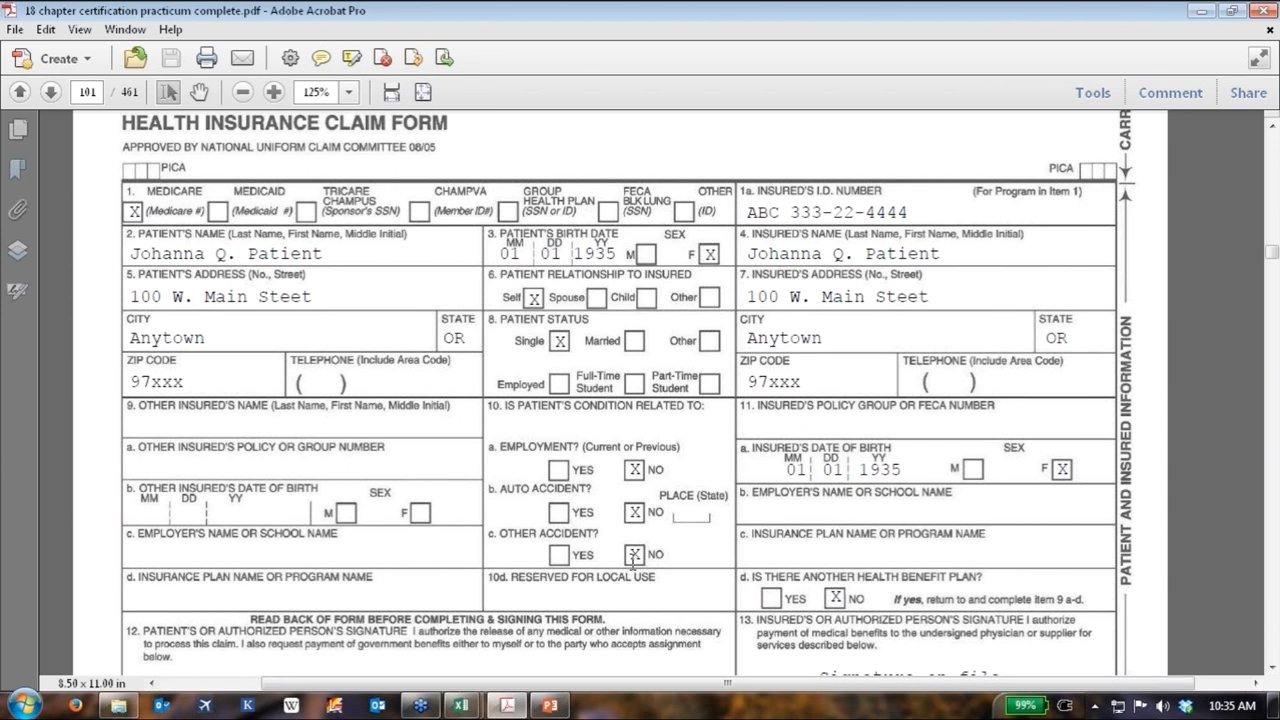 18 chapter certification practicum complete.pdf - Adobe Acrobat Pro
File Edit View Window Help
Create
101 / 461 125% Tools Comment Share
HEALTH INSURANCE CLAIM FORM
APPROVED BY NATIONAL UNIFORM CLAIM COMMITTEE 08/05
CARR
PICA PICA
1. MEDICARE MEDICAID TRICARE CHAMPUS CHAMPVA GROUP HEALTH PLAN FECA BLK LUNG OTHER 1a. INSURED'S I.D. NUMBER (For Program in Item 1)
X (Medicare #) (Medicaid #) (Sponsor's SSN) (Member ID#) (SSN or ID) (SSN) (ID) ABC 333-22-4444
2. PATIENT'S NAME (Last Name, First Name, Middle Initial) 3. PATIENT'S BIRTH DATE SEX 4. INSURED'S NAME (Last Name, First Name, Middle Initial)
MM DD YY
Johanna Q. Patient 01 01 1935 M F X Johanna Q. Patient
5. PATIENT'S ADDRESS (No., Street) 6. PATIENT RELATIONSHIP TO INSURED 7. INSURED'S ADDRESS (No., Street)
100 W. Main Steet Self X Spouse Child Other 100 W. Main Steet
CITY STATE 8. PATIENT STATUS CITY STATE
Anytown OR Single X Married Other Anytown OR
ZIP CODE TELEPHONE (Include Area Code) ZIP CODE TELEPHONE (Include Area Code)
97xxx ( ) Employed Full-Time Student Part-Time Student 97xxx ( )
9. OTHER INSURED'S NAME (Last Name, First Name, Middle Initial) 10. IS PATIENT'S CONDITION RELATED TO: 11. INSURED'S POLICY GROUP OR FECA NUMBER
a. OTHER INSURED'S POLICY OR GROUP NUMBER a. EMPLOYMENT? (Current or Previous) a. INSURED'S DATE OF BIRTH SEX
MM DD YY
YES X NO 01 01 1935 M F X
b. OTHER INSURED'S DATE OF BIRTH SEX b. AUTO ACCIDENT? PLACE (State) b. EMPLOYER'S NAME OR SCHOOL NAME
MM DD YY
M F YES X NO
c. EMPLOYER'S NAME OR SCHOOL NAME c. OTHER ACCIDENT? c. INSURANCE PLAN NAME OR PROGRAM NAME
YES X NO
d. INSURANCE PLAN NAME OR PROGRAM NAME 10d. RESERVED FOR LOCAL USE d. IS THERE ANOTHER HEALTH BENEFIT PLAN?
YES X NO If yes, return to and complete item 9 a-d.
READ BACK OF FORM BEFORE COMPLETING & SIGNING THIS FORM.
12. PATIENT'S OR AUTHORIZED PERSON'S SIGNATURE I authorize the release of any medical or other information necessary
to process this claim. I also request payment of government benefits either to myself or to the party who accepts assignment
below.
13. INSURED'S OR AUTHORIZED PERSON'S SIGNATURE I authorize
payment of medical benefits to the undersigned physician or supplier for
services described below.
Signature on file
PATIENT AND INSURED INFORMATION
8.50 x 11.00 in
99% 10:35 AM